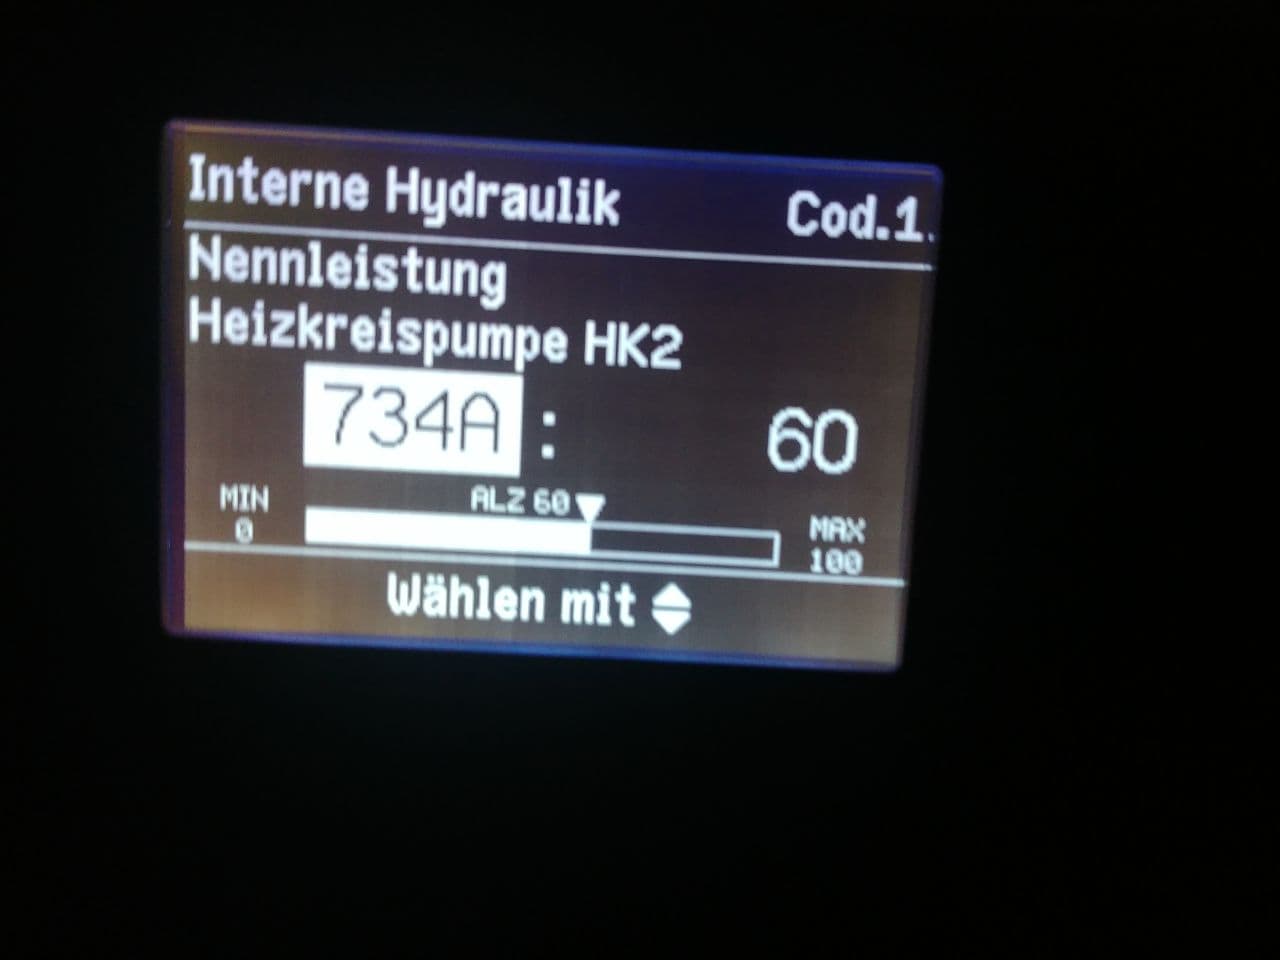 Interne Hydraulik Cod.1
Nennleistung
Heizkreispumpe HK2
734A : 60
MIN ALZ 60 MAX
0 100
Wählen mit